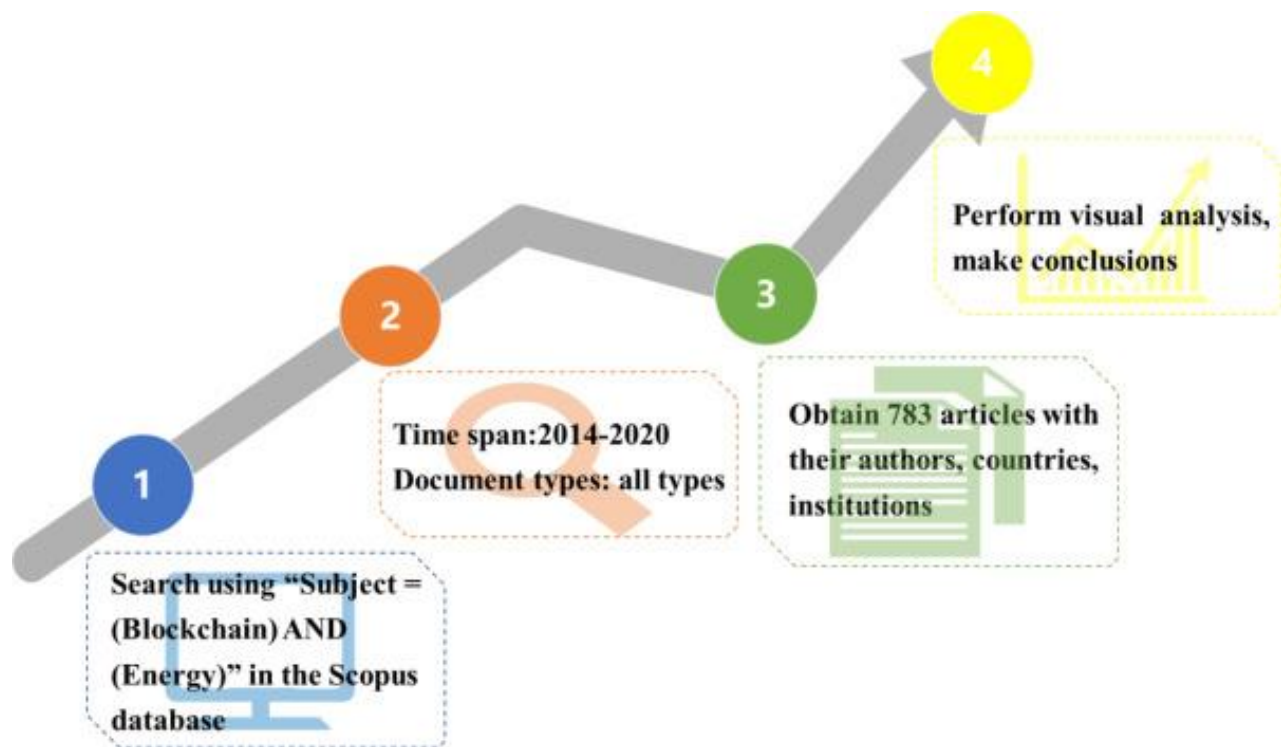 1
Search using “Subject =
(Blockchain) AND
(Energy)” in the Scopus
database
2
Time span:2014-2020
Document types: all types
3
Obtain 783 articles with
their authors, countries,
institutions
4
Perform visual analysis,
make conclusions